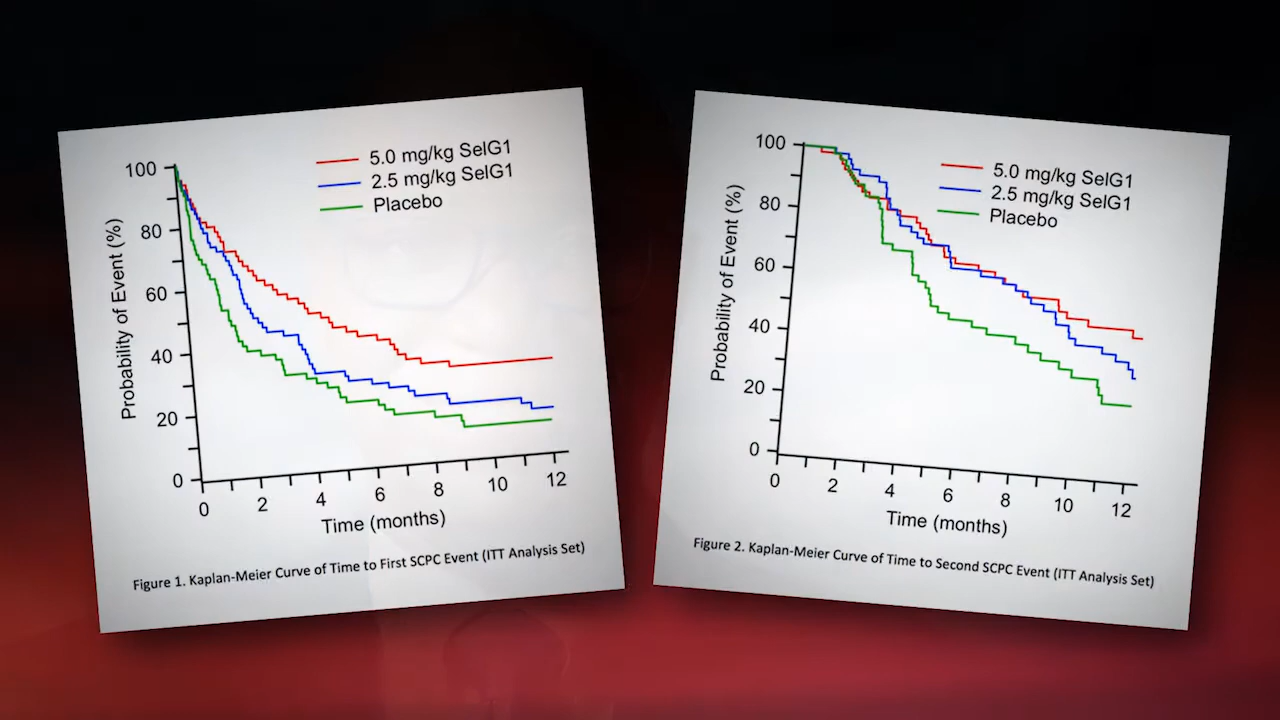 100
80
60
40
20
0
Probability of Event (%)
5.0 mg/kg SelG1
2.5 mg/kg SelG1
Placebo
0 2 4 6 8 10 12
Time (months)
Figure 1. Kaplan-Meier Curve of Time to First SCPC Event (ITT Analysis Set)
100
80
60
40
20
0
Probability of Event (%)
5.0 mg/kg SelG1
2.5 mg/kg SelG1
Placebo
0 2 4 6 8 10 12
Time (months)
Figure 2. Kaplan-Meier Curve of Time to Second SCPC Event (ITT Analysis Set)